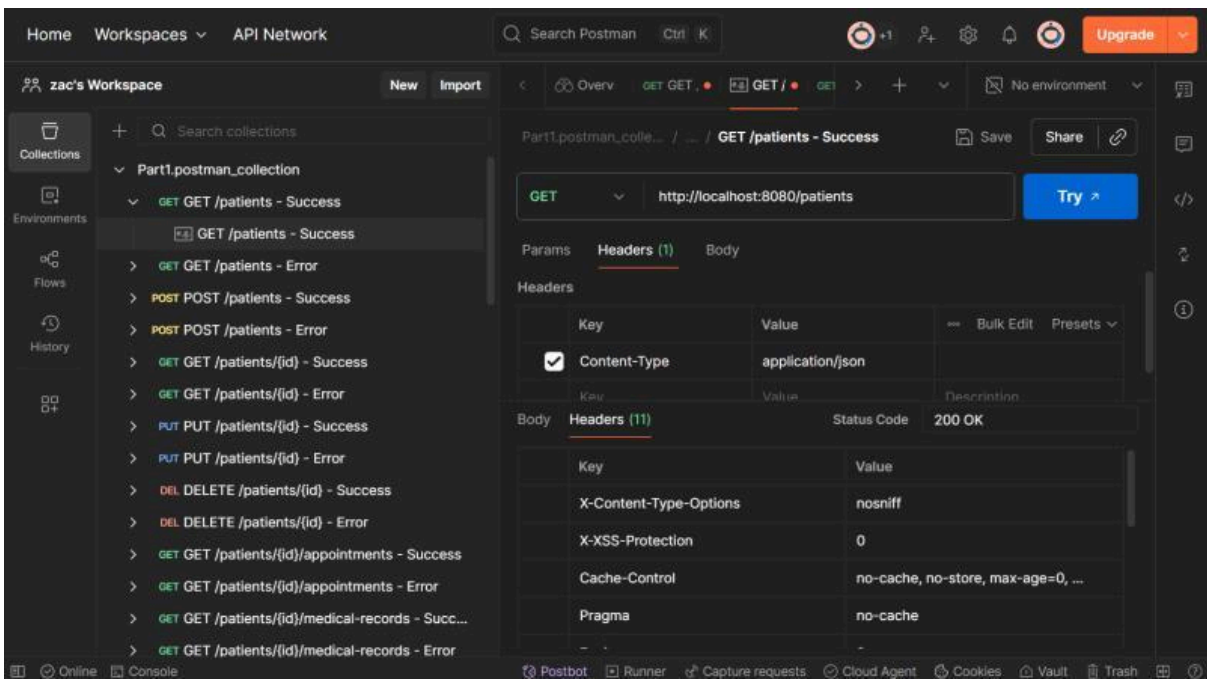 Home Workspaces API Network Search Postman Ctrl K +1 Upgrade
zac's Workspace New Import Overv GET GET . GET / GET No environment
Collections
Environments
Flows
History
Search collections
Part1.postman_collection
GET GET /patients - Success
e.g. GET /patients - Success
GET GET /patients - Error
POST POST /patients - Success
POST POST /patients - Error
GET GET /patients/{id} - Success
GET GET /patients/{id} - Error
PUT PUT /patients/{id} - Success
PUT PUT /patients/{id} - Error
DEL DELETE /patients/{id} - Success
DEL DELETE /patients/{id} - Error
GET GET /patients/{id}/appointments - Success
GET GET /patients/{id}/appointments - Error
GET GET /patients/{id}/medical-records - Succ...
GET GET /patients/{id}/medical-records - Error
Part1.postman_colle... / ... / GET /patients - Success Save Share
GET http://localhost:8080/patients Try
Params Headers (1) Body
Headers
Key Value Bulk Edit Presets
Content-Type application/json
Key Value Description
Body Headers (11) Status Code 200 OK
Key Value
X-Content-Type-Options nosniff
X-XSS-Protection 0
Cache-Control no-cache, no-store, max-age=0, ...
Pragma no-cache
Online Console Postbot Runner Capture requests Cloud Agent Cookies Vault Trash